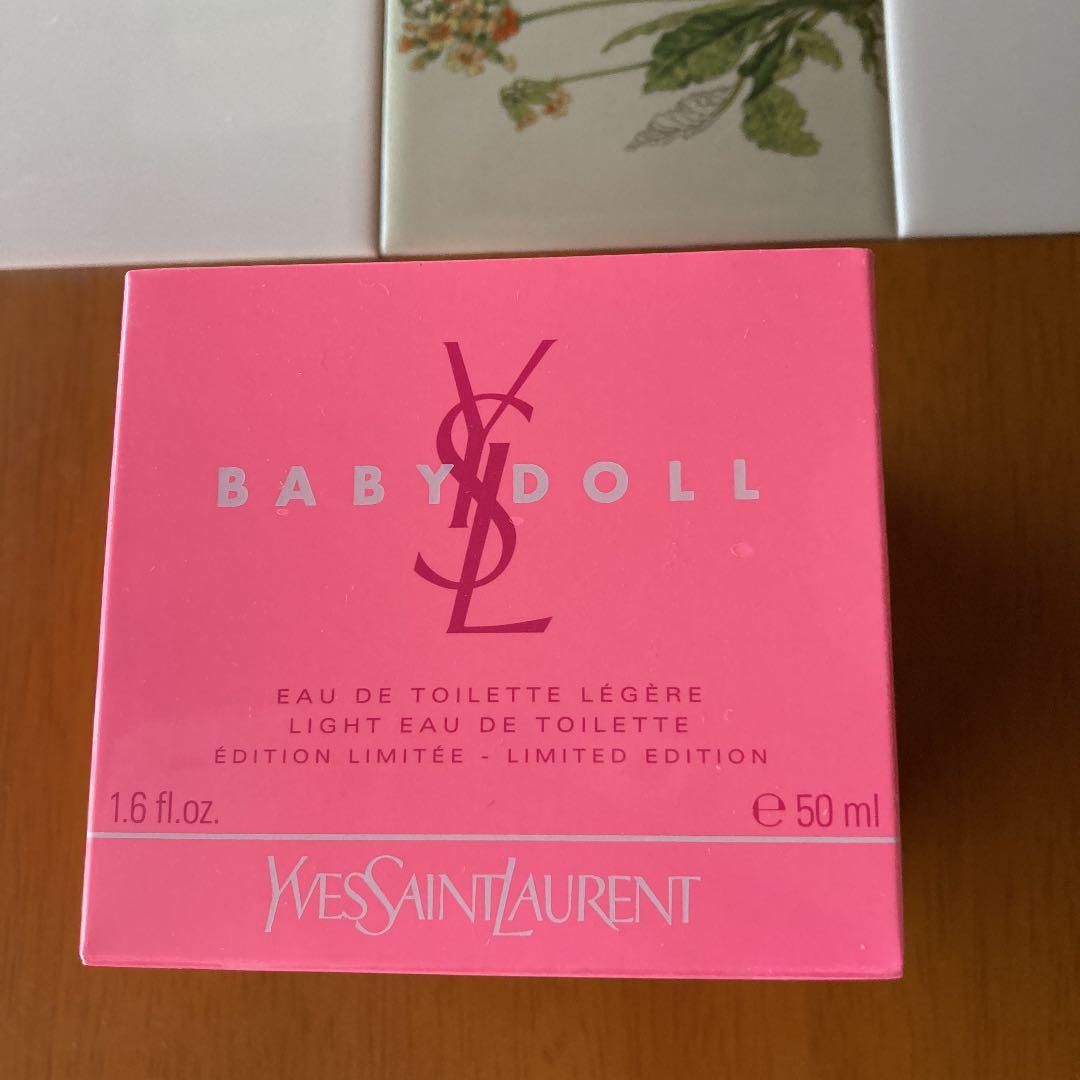 YSL
BABY DOLL
EAU DE TOILETTE LÉGÈRE
LIGHT EAU DE TOILETTE
ÉDITION LIMITÉE - LIMITED EDITION
1.6 fl.oz. ℮ 50 ml
YVESSAINTLAURENT